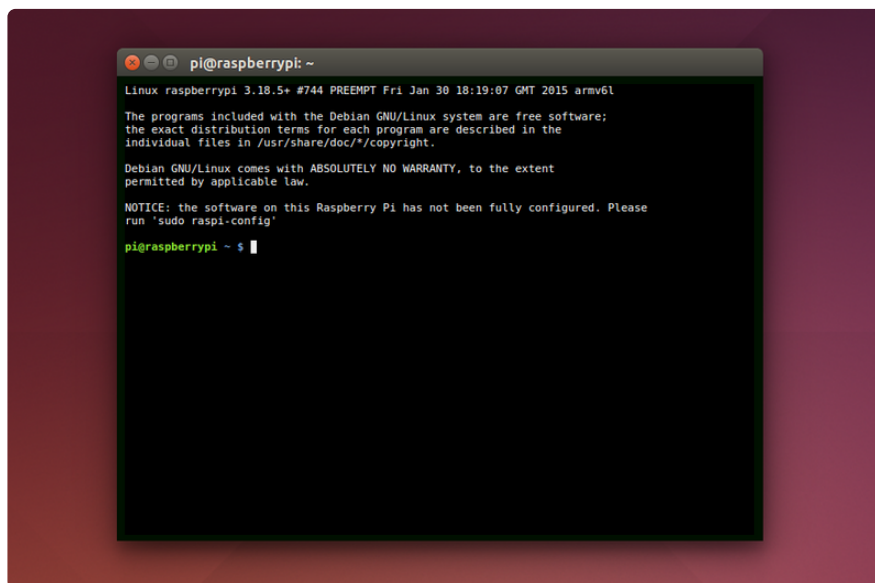 pi@raspberrypi: ~
Linux raspberrypi 3.18.5+ #744 PREEMPT Fri Jan 30 18:19:07 GMT 2015 armv6l
The programs included with the Debian GNU/Linux system are free software;
the exact distribution terms for each program are described in the
individual files in /usr/share/doc/*/copyright.
Debian GNU/Linux comes with ABSOLUTELY NO WARRANTY, to the extent
permitted by applicable law.
NOTICE: the software on this Raspberry Pi has not been fully configured. Please
run 'sudo raspi-config'
pi@raspberrypi ~ $